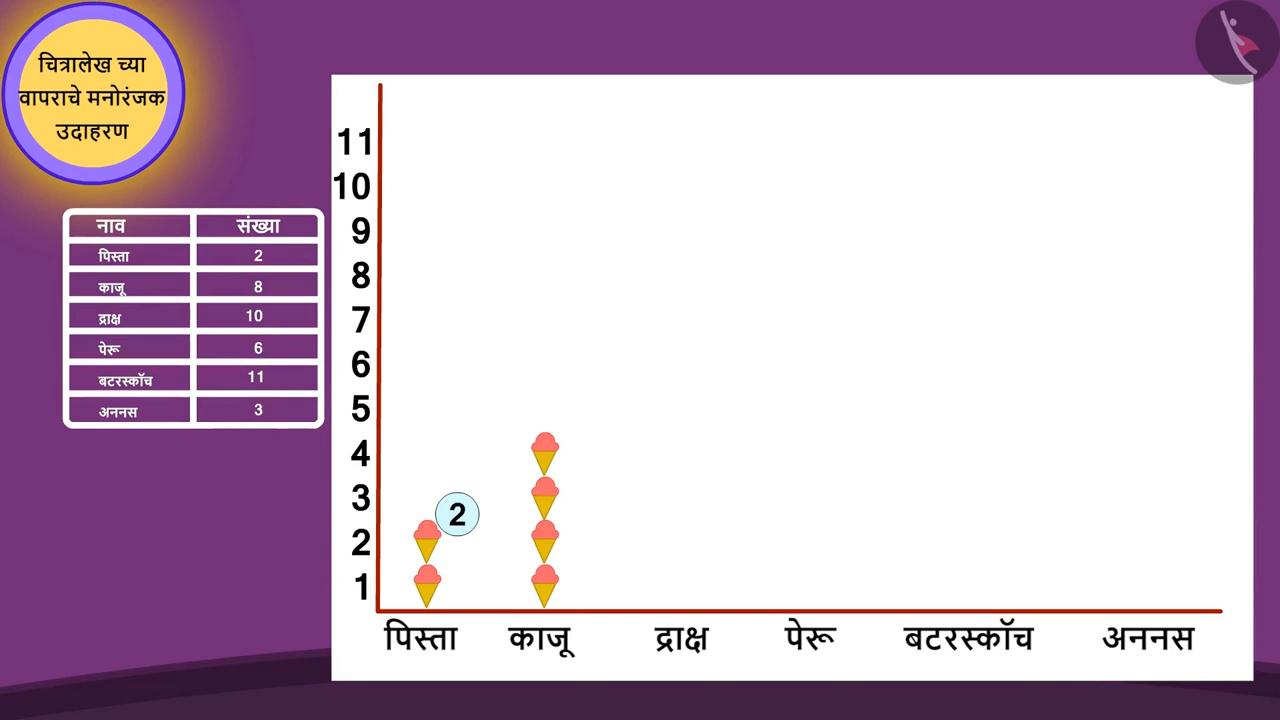 चित्रालेख च्या
वापराचे मनोरंजक
उदाहरण
नाव संख्या
पिस्ता 2
काजू 8
द्राक्ष 10
पेरू 6
बटरस्कॉच 11
अननस 3
11
10
9
8
7
6
5
4
3
2
1
2
पिस्ता काजू द्राक्ष पेरू बटरस्कॉच अननस